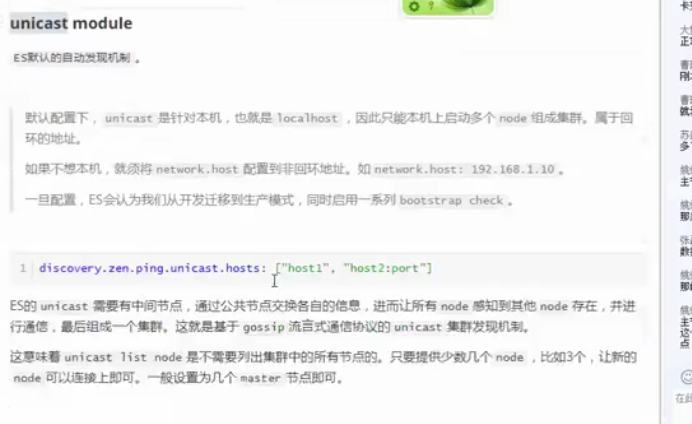 unicast module
ES默认的自动发现机制 。
默认配置下， unicast 是针对本机，也就是 localhost ，因此只能本机上启动多个 node 组成集群。属于回
环的地址。
如果不想本机，就须将 network.host 配置到非回环地址。如 network.host: 192.168.1.10 。
一旦配置，ES会认为我们从开发迁移到生产模式，同时启用一系列 bootstrap check 。
1 discovery.zen.ping.unicast.hosts: ["host1", "host2:port"]
ES的 unicast 需要有中间节点，通过公共节点交换各自的信息，进而让所有 node 感知到其他 node 存在，并进
行通信，最后组成一个集群。这就是基于 gossip 流言式通信协议的 unicast 集群发现机制。
这意味着 unicast list node 是不需要列出集群中的所有节点的。只要提供少数几个 node ，比如3个，让新的
node 可以连接上即可。一般设置为几个 master 节点即可。